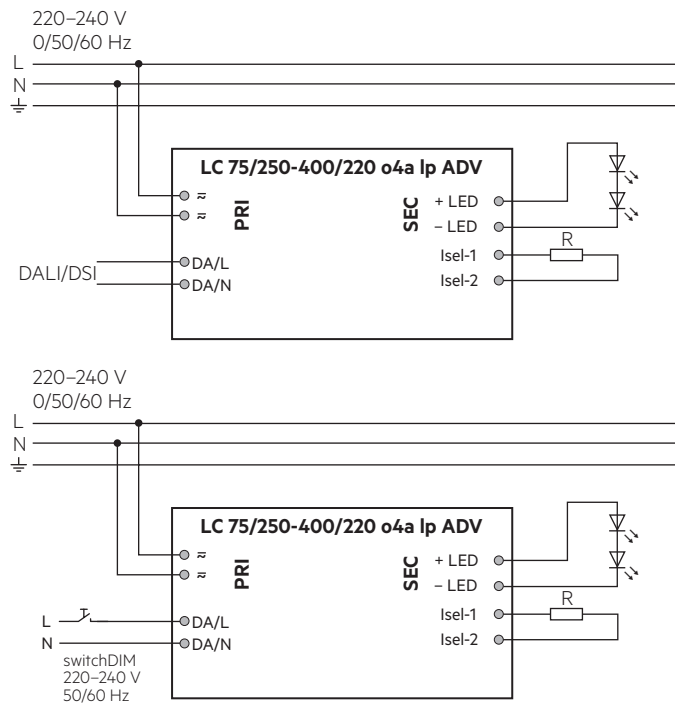 220–240 V
0/50/60 Hz
L
N
LC 75/250-400/220 o4a lp ADV
PRI
SEC
+ LED
– LED
Isel-1
Isel-2
R
DALI/DSI
DA/L
DA/N
220–240 V
0/50/60 Hz
L
N
LC 75/250-400/220 o4a lp ADV
PRI
SEC
+ LED
– LED
Isel-1
Isel-2
R
L
DA/L
N
DA/N
switchDIM
220–240 V
50/60 Hz